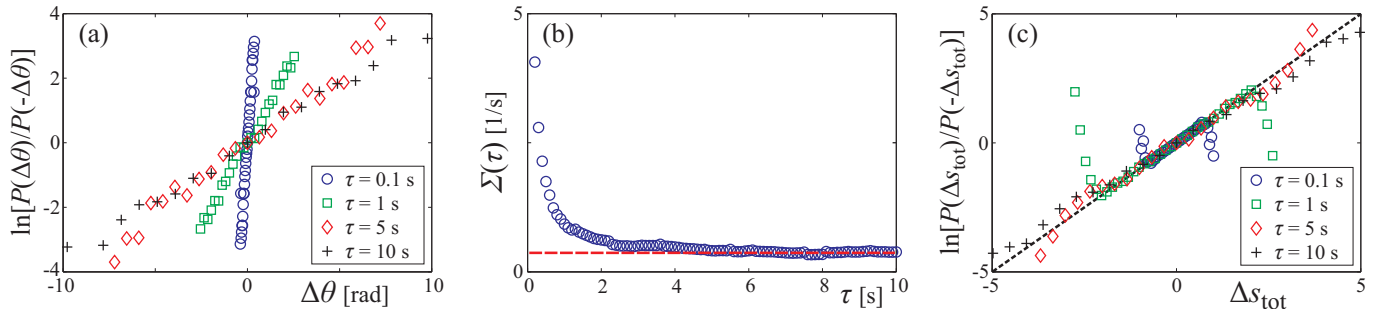 (a)
ln[P(Δθ)/P(-Δθ)]
4
2
0
-2
-4
-10
0
10
Δθ [rad]
τ = 0.1 s
τ = 1 s
τ = 5 s
τ = 10 s
(b)
Σ(τ) [1/s]
5
0
0
2
4
6
8
10
τ [s]
(c)
ln[P(Δs_tot)/P(-Δs_tot)]
5
0
-5
-5
0
5
Δs_tot
τ = 0.1 s
τ = 1 s
τ = 5 s
τ = 10 s